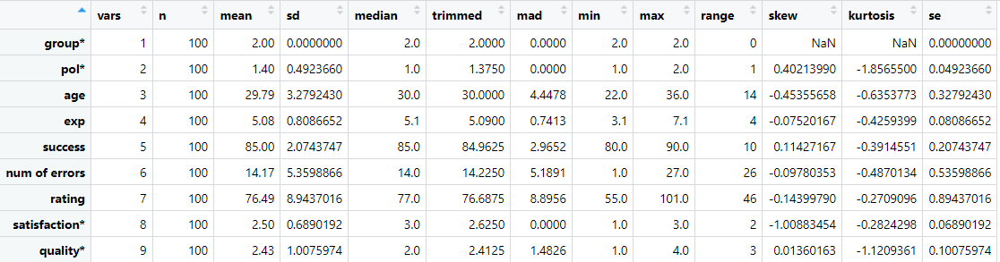 vars n mean sd median trimmed mad min max range skew kurtosis se
group* 1 100 2.00 0.0000000 2.0 2.0000 0.0000 2.0 2.0 0 NaN NaN 0.00000000
pol* 2 100 1.40 0.4923660 1.0 1.3750 0.0000 1.0 2.0 1 0.40213990 -1.8565500 0.04923660
age 3 100 29.79 3.2792430 30.0 30.0000 4.4478 22.0 36.0 14 -0.45355658 -0.6353773 0.32792430
exp 4 100 5.08 0.8086652 5.1 5.0900 0.7413 3.1 7.1 4 -0.07520167 -0.4259399 0.08086652
success 5 100 85.00 2.0743747 85.0 84.9625 2.9652 80.0 90.0 10 0.11427167 -0.3914551 0.20743747
num of errors 6 100 14.17 5.3598866 14.0 14.2250 5.1891 1.0 27.0 26 -0.09780353 -0.4870134 0.53598866
rating 7 100 76.49 8.9437016 77.0 76.6875 8.8956 55.0 101.0 46 -0.14399790 -0.2709096 0.89437016
satisfaction* 8 100 2.50 0.6890192 3.0 2.6250 0.0000 1.0 3.0 2 -1.00883454 -0.2824298 0.06890192
quality* 9 100 2.43 1.0075974 2.0 2.4125 1.4826 1.0 4.0 3 0.01360163 -1.1209361 0.10075974